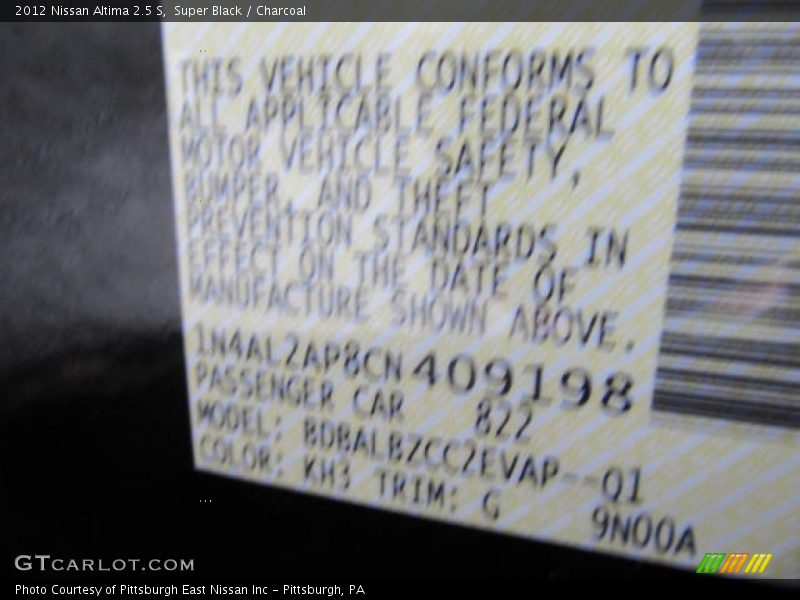 2012 Nissan Altima 2.5 S, Super Black / Charcoal
THIS VEHICLE CONFORMS TO
ALL APPLICABLE FEDERAL
MOTOR VEHICLE SAFETY,
BUMPER, AND THEFT
PREVENTION STANDARDS IN
EFFECT ON THE DATE OF
MANUFACTURE SHOWN ABOVE.
1N4AL2AP8CN409198
PASSENGER CAR 822
MODEL: BDBALBZCC2EVAP--Q1
COLOR: KH3 TRIM: G 9N00A
GTCARLOT.COM
Photo Courtesy of Pittsburgh East Nissan Inc - Pittsburgh, PA